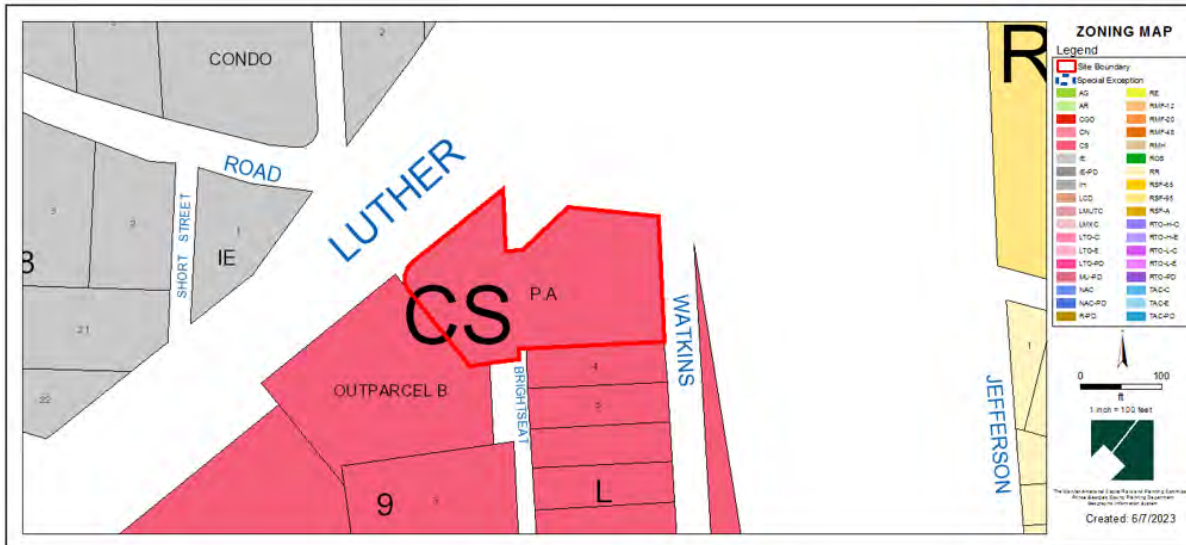 ZONING MAP
Legend
Site Boundary
Special Exception
AG
AR
CGO
CN
CS
IE
IE-PD
IH
LCD
LMUTC
LMXC
LTO-C
LTO-E
LTO-PD
MU-PD
NAC
NAC-PD
R-PD
RE
RMF-12
RMF-20
RMF-48
RMH
ROS
RR
RSF-65
RSF-95
RSF-A
RTO-H-C
RTO-H-E
RTO-L-C
RTO-L-E
RTO-PD
TAC-C
TAC-E
TAC-PD
0 100
ft
1 inch = 100 feet
Created: 6/7/2023
CONDO
2
R
ROAD
LUTHER
SHORT STREET
1
IE
8
21
22
P.A
CS
WATKINS
OUTPARCEL B
BRIGHTSEAT
4
5
L
9
JEFFERSON
1